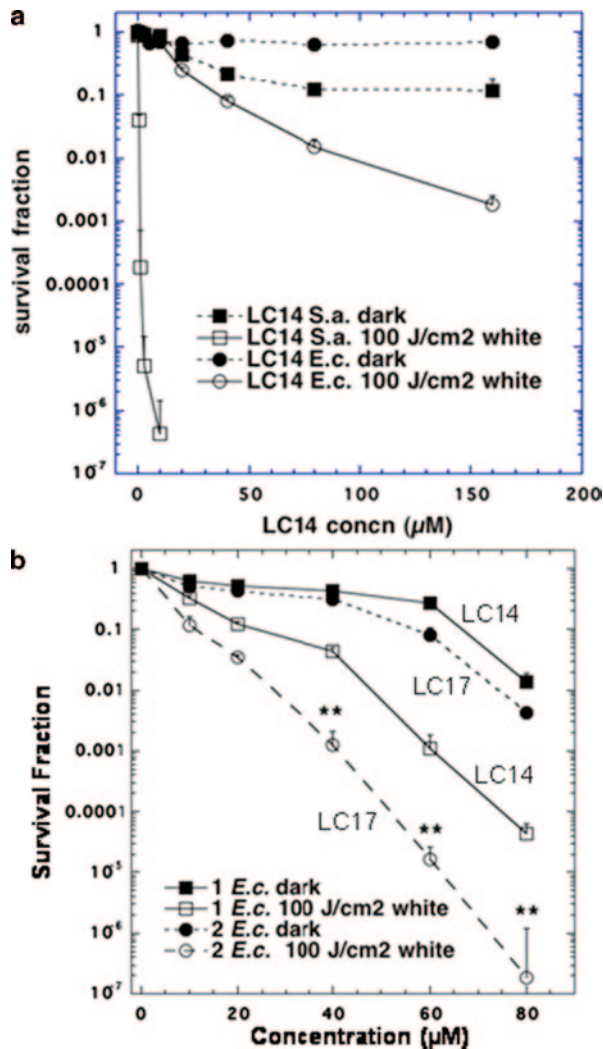 a
1
0.1
0.01
0.001
0.0001
10-5
10-6
10-7
survival fraction
LC14 S.a. dark
LC14 S.a. 100 J/cm2 white
LC14 E.c. dark
LC14 E.c. 100 J/cm2 white
0 50 100 150 200
LC14 concn (µM)
b
1
0.1
0.01
0.001
0.0001
10-5
10-6
10-7
Survival Fraction
LC14
LC17
**
LC14
LC17
**
**
1 E.c. dark
1 E.c. 100 J/cm2 white
2 E.c. dark
2 E.c. 100 J/cm2 white
0 20 40 60 80
Concentration (µM)